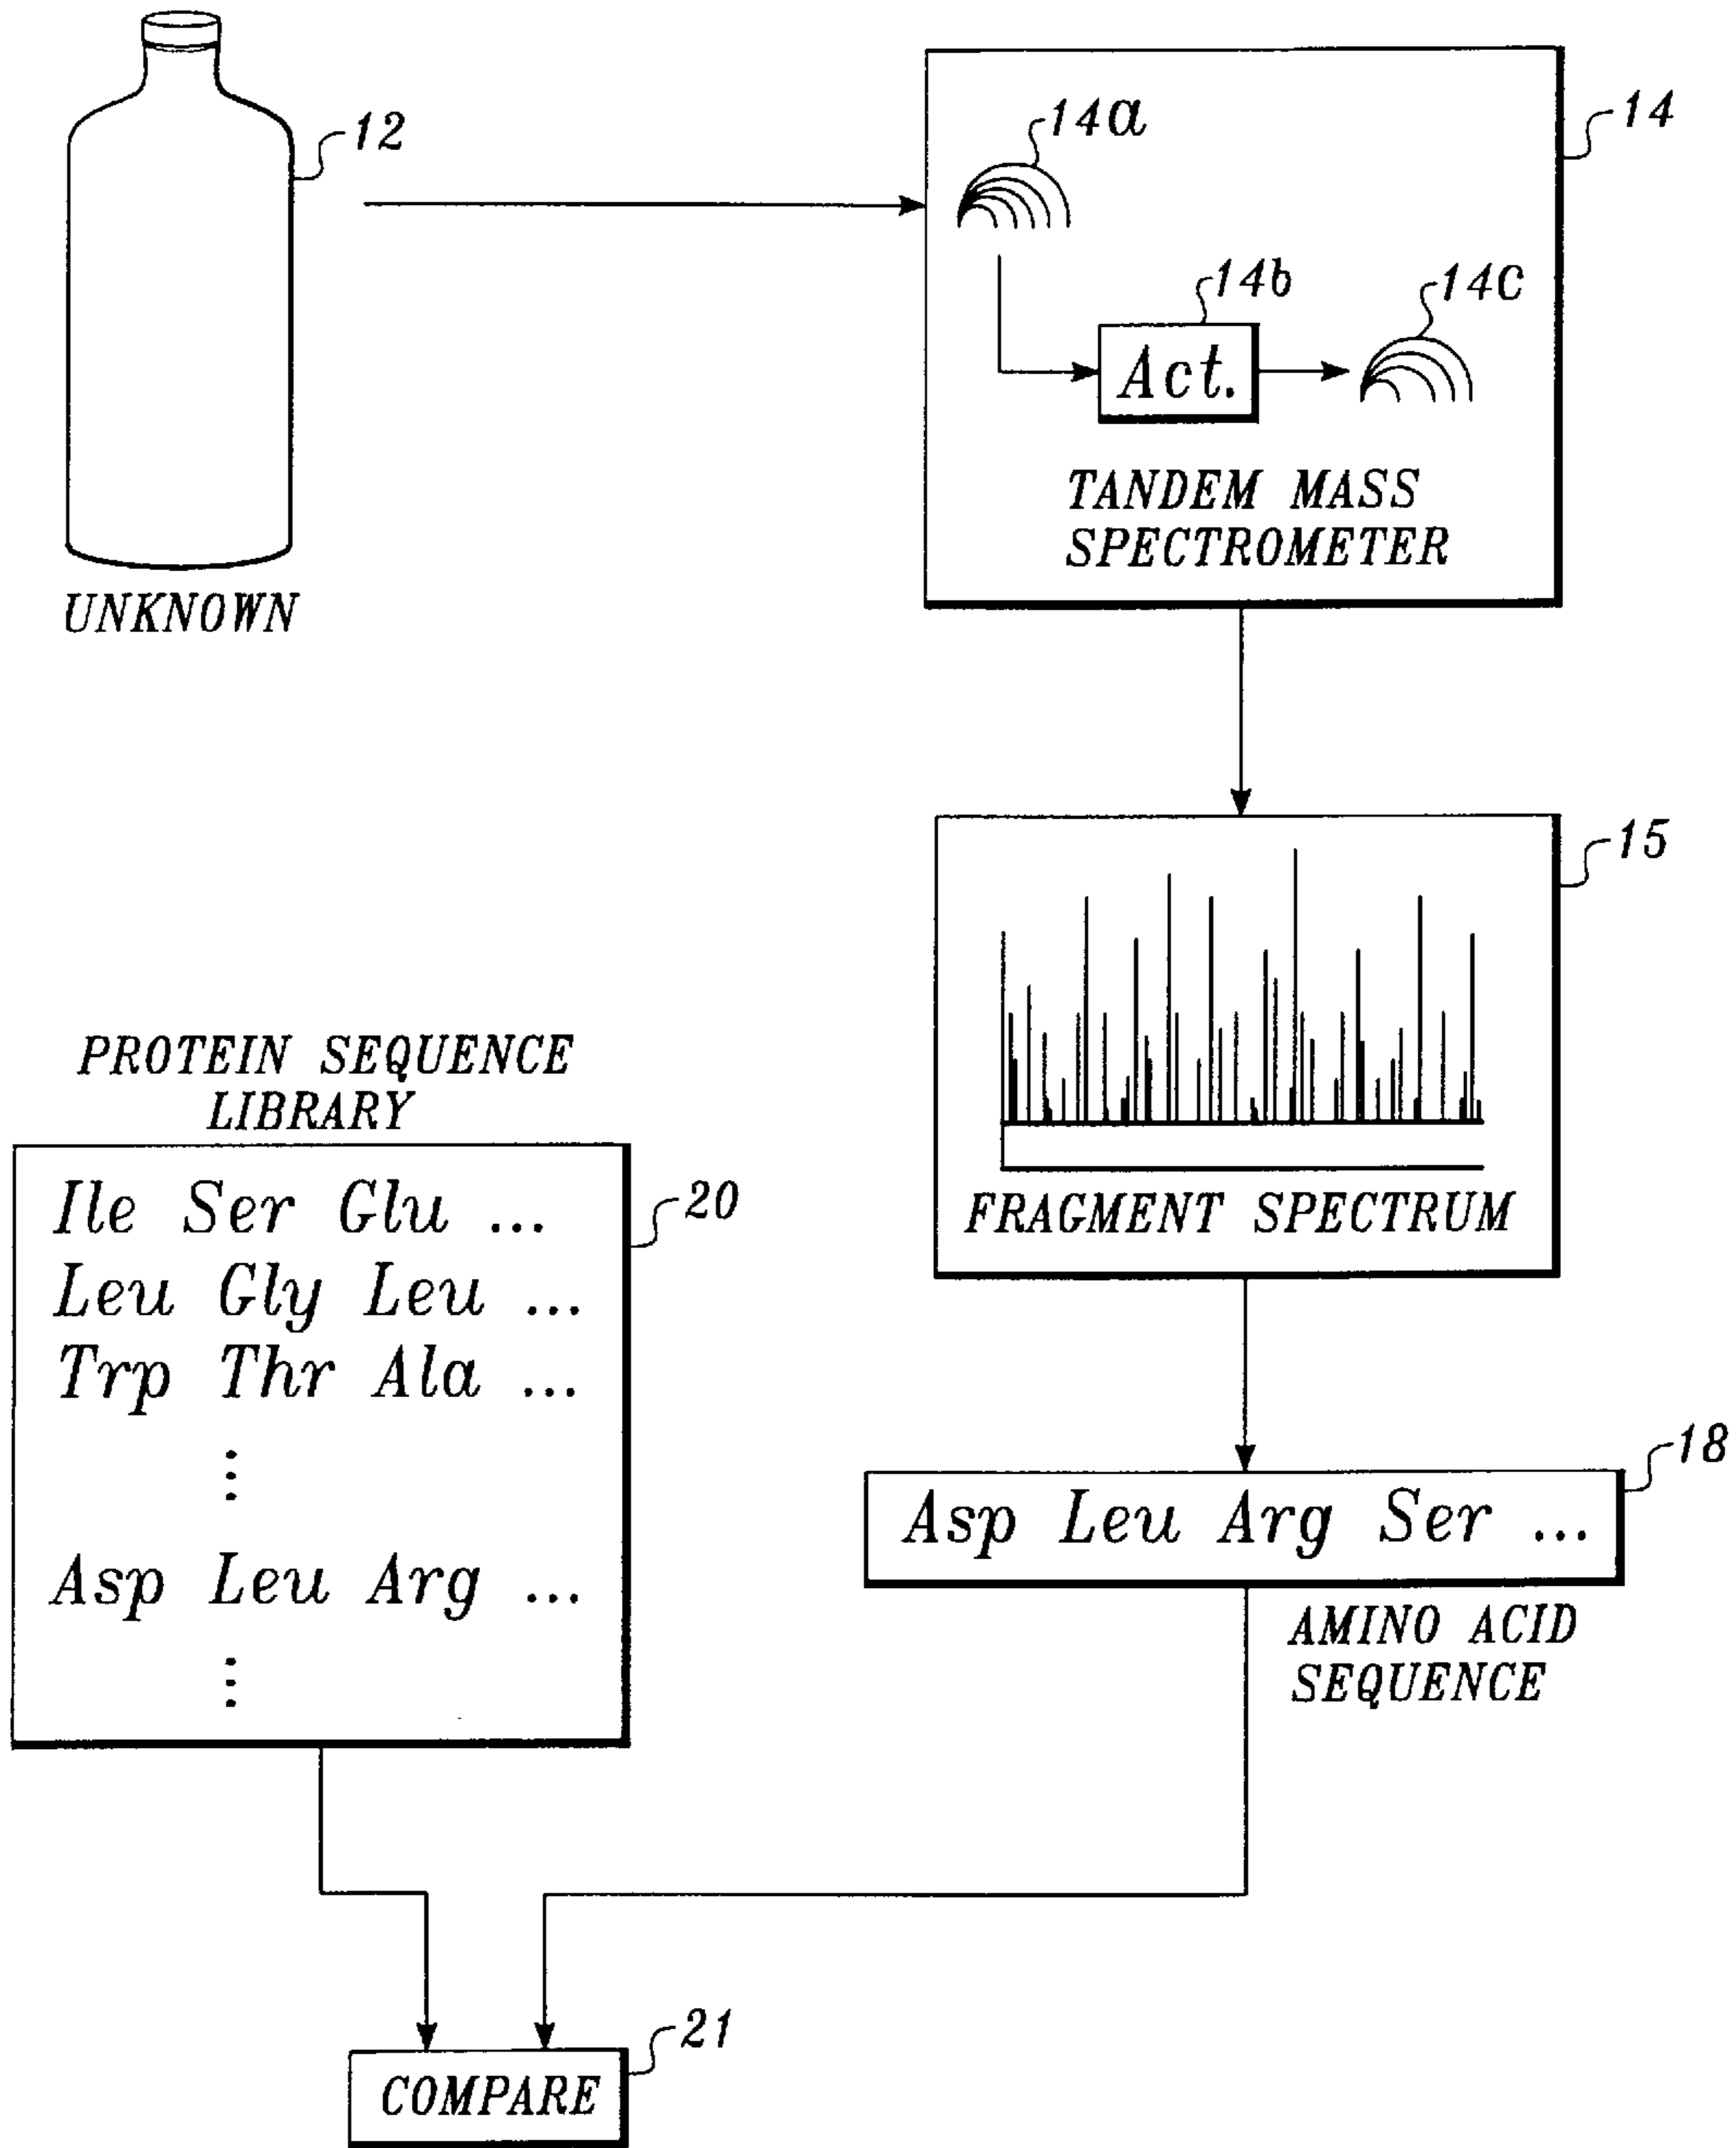 12
UNKNOWN
14
14a
14b
14c
Act.
TANDEM MASS
SPECTROMETER
15
FRAGMENT SPECTRUM
PROTEIN SEQUENCE
LIBRARY
20
Ile Ser Glu ...
Leu Gly Leu ...
Trp Thr Ala ...
⋮
Asp Leu Arg ...
⋮
18
Asp Leu Arg Ser ...
AMINO ACID
SEQUENCE
21
COMPARE